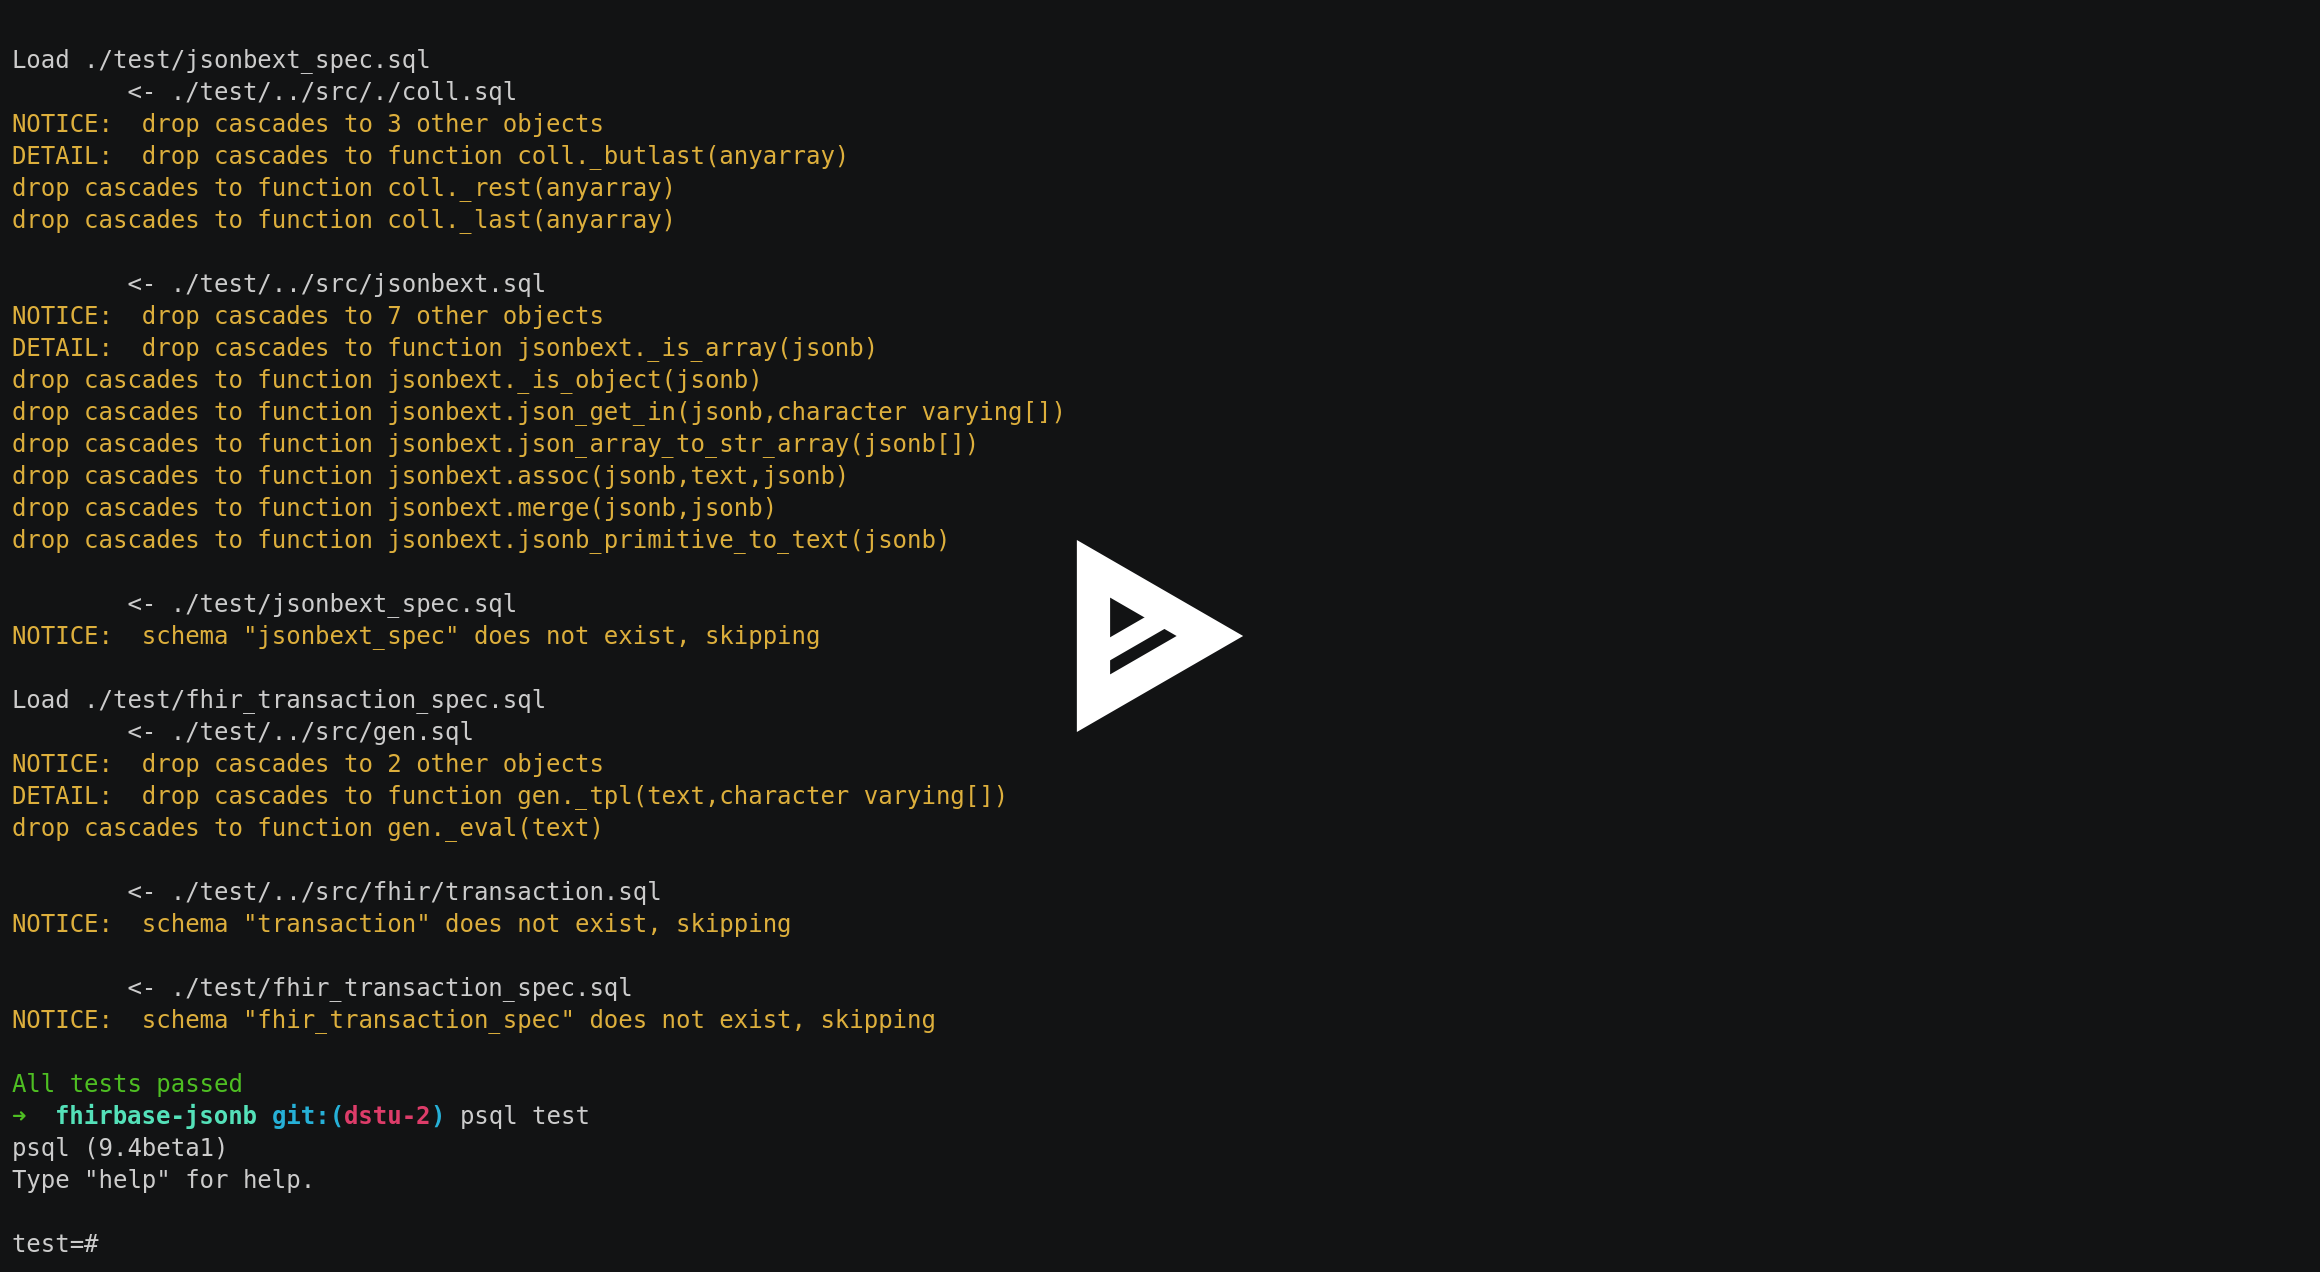 Load ./test/jsonbext_spec.sql
        <- ./test/../src/./coll.sql
NOTICE:  drop cascades to 3 other objects
DETAIL:  drop cascades to function coll._butlast(anyarray)
drop cascades to function coll._rest(anyarray)
drop cascades to function coll._last(anyarray)
        <- ./test/../src/jsonbext.sql
NOTICE:  drop cascades to 7 other objects
DETAIL:  drop cascades to function jsonbext._is_array(jsonb)
drop cascades to function jsonbext._is_object(jsonb)
drop cascades to function jsonbext.json_get_in(jsonb,character varying[])
drop cascades to function jsonbext.json_array_to_str_array(jsonb[])
drop cascades to function jsonbext.assoc(jsonb,text,jsonb)
drop cascades to function jsonbext.merge(jsonb,jsonb)
drop cascades to function jsonbext.jsonb_primitive_to_text(jsonb)
        <- ./test/jsonbext_spec.sql
NOTICE:  schema "jsonbext_spec" does not exist, skipping
Load ./test/fhir_transaction_spec.sql
        <- ./test/../src/gen.sql
NOTICE:  drop cascades to 2 other objects
DETAIL:  drop cascades to function gen._tpl(text,character varying[])
drop cascades to function gen._eval(text)
        <- ./test/../src/fhir/transaction.sql
NOTICE:  schema "transaction" does not exist, skipping
        <- ./test/fhir_transaction_spec.sql
NOTICE:  schema "fhir_transaction_spec" does not exist, skipping
All tests passed
➜  fhirbase-jsonb git:(dstu-2) psql test
psql (9.4beta1)
Type "help" for help.
test=#